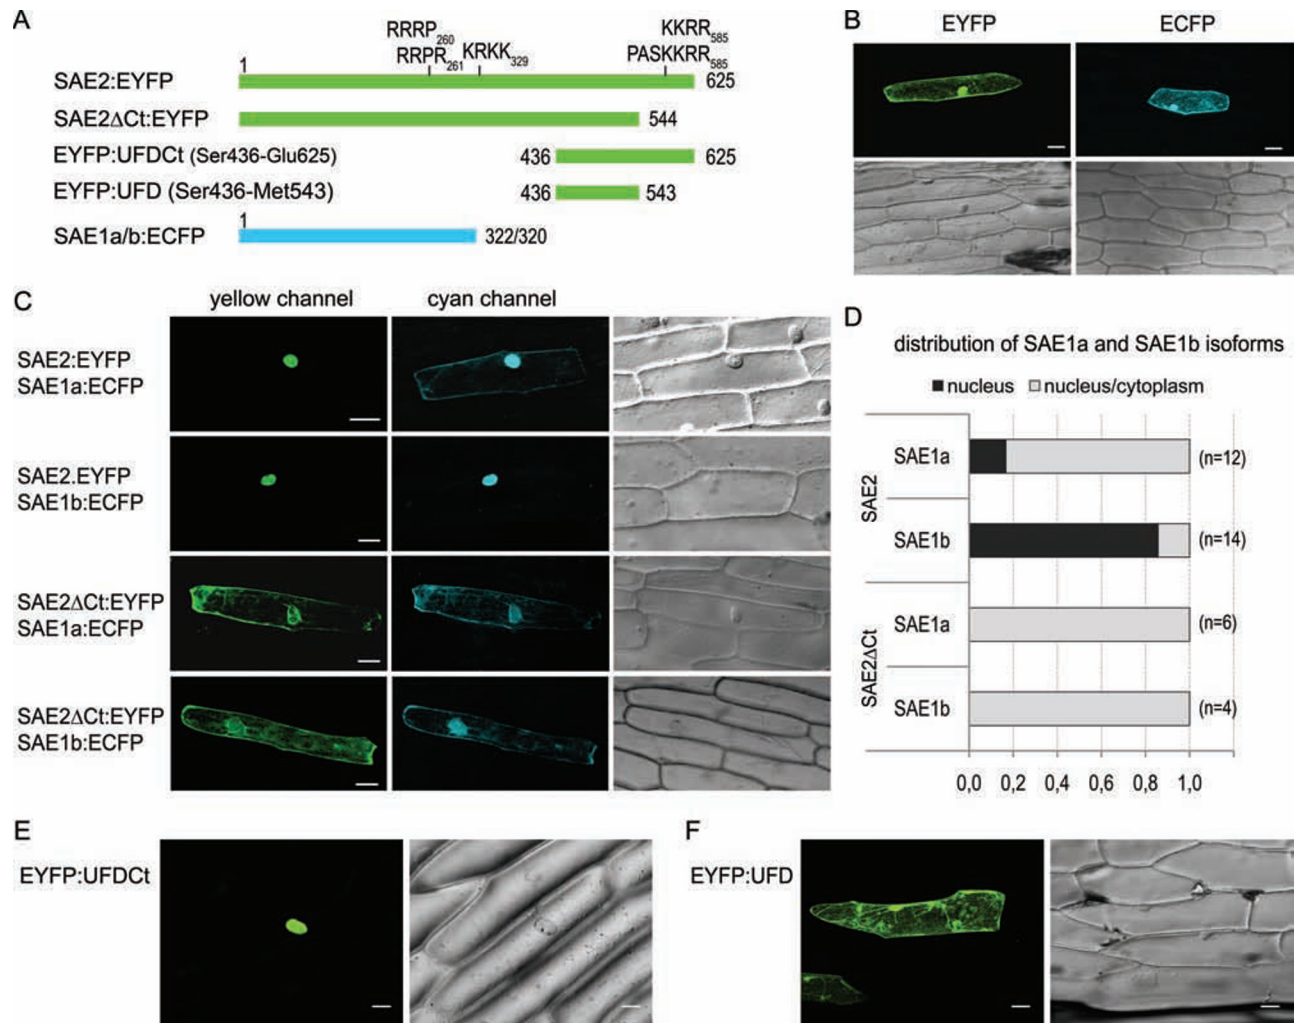 A
RRRP260
RRPR261
KRKK329
KKRR585
PASKKRR585
1
SAE2:EYFP
625
SAE2ΔCt:EYFP
544
EYFP:UFDCt (Ser436-Glu625)
436
625
EYFP:UFD (Ser436-Met543)
436
543
1
SAE1a/b:ECFP
322/320
B
EYFP
ECFP
C
yellow channel
cyan channel
SAE2:EYFP
SAE1a:ECFP
SAE2.EYFP
SAE1b:ECFP
SAE2ΔCt:EYFP
SAE1a:ECFP
SAE2ΔCt:EYFP
SAE1b:ECFP
D
distribution of SAE1a and SAE1b isoforms
nucleus nucleus/cytoplasm
SAE2
SAE1a
(n=12)
SAE1b
(n=14)
SAE2ΔCt
SAE1a
(n=6)
SAE1b
(n=4)
0,0 0,2 0,4 0,6 0,8 1,0
E
EYFP:UFDCt
F
EYFP:UFD